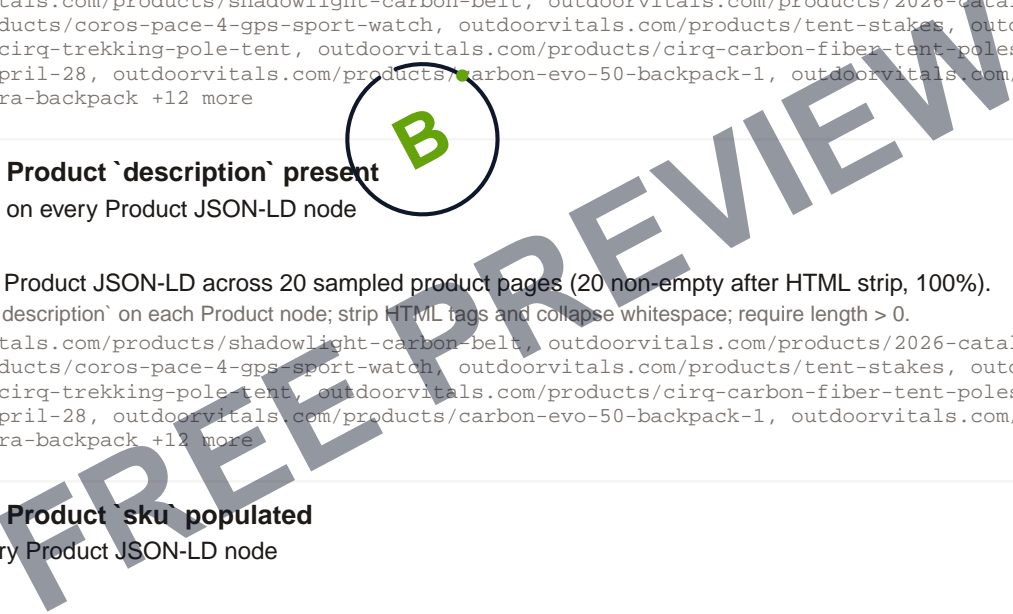 tals.com/products/shadowlight-carbon-belt, outdoorvitals.com/products/2026-catal
ducts/coros-pace-4-gps-sport-watch, outdoorvitals.com/products/tent-stakes, outd
cirq-trekking-pole-tent, outdoorvitals.com/products/cirq-carbon-fiber-tent-poles
pril-28, outdoorvitals.com/products/carbon-evo-50-backpack-1, outdoorvitals.com/
ra-backpack +12 more
B
Product `description` present
on every Product JSON-LD node
Product JSON-LD across 20 sampled product pages (20 non-empty after HTML strip, 100%).
description` on each Product node; strip HTML tags and collapse whitespace; require length > 0.
tals.com/products/shadowlight-carbon-belt, outdoorvitals.com/products/2026-catal
ducts/coros-pace-4-gps-sport-watch, outdoorvitals.com/products/tent-stakes, outd
cirq-trekking-pole-tent, outdoorvitals.com/products/cirq-carbon-fiber-tent-poles
pril-28, outdoorvitals.com/products/carbon-evo-50-backpack-1, outdoorvitals.com/
ra-backpack +12 more
Product `sku` populated
ry Product JSON-LD node
FREE PREVIEW